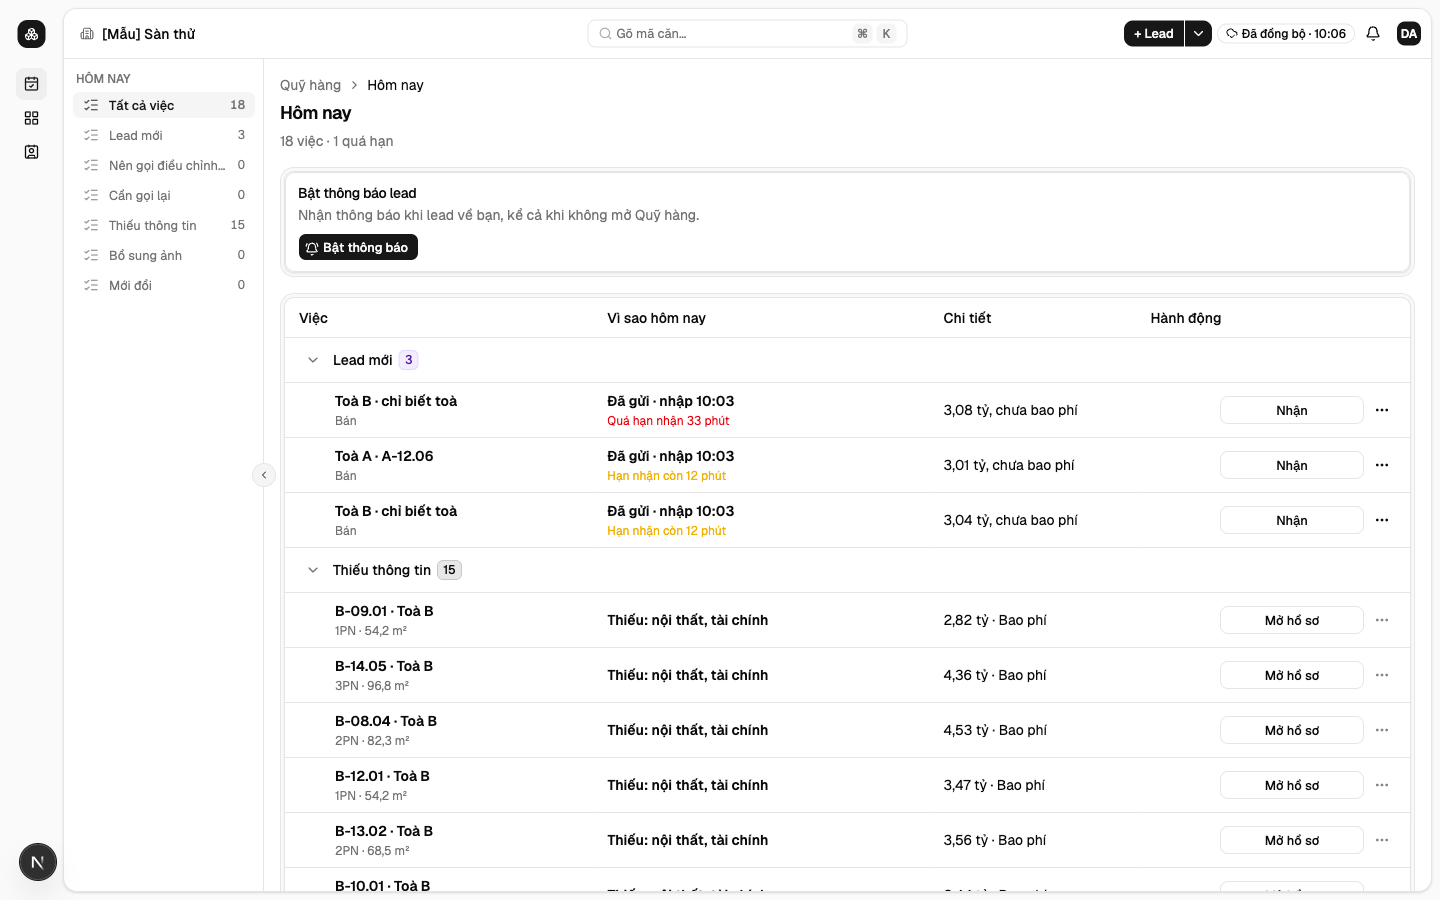 [Mẫu] Sàn thử
Gõ mã căn...
⌘ K
+ Lead
Đã đồng bộ · 10:06
DA
HÔM NAY
Tất cả việc 18
Lead mới 3
Nên gọi điều chỉnh... 0
Cần gọi lại 0
Thiếu thông tin 15
Bổ sung ảnh 0
Mới đổi 0
Quỹ hàng > Hôm nay
Hôm nay
18 việc · 1 quá hạn
Bật thông báo lead
Nhận thông báo khi lead về bạn, kể cả khi không mở Quỹ hàng.
Bật thông báo
Việc Vì sao hôm nay Chi tiết Hành động
Lead mới 3
Toà B · chỉ biết toà
Bán
Đã gửi · nhập 10:03
Quá hạn nhận 33 phút
3,08 tỷ, chưa bao phí
Nhận
Toà A · A-12.06
Bán
Đã gửi · nhập 10:03
Hạn nhận còn 12 phút
3,01 tỷ, chưa bao phí
Nhận
Toà B · chỉ biết toà
Bán
Đã gửi · nhập 10:03
Hạn nhận còn 12 phút
3,04 tỷ, chưa bao phí
Nhận
Thiếu thông tin 15
B-09.01 · Toà B
1PN · 54,2 m²
Thiếu: nội thất, tài chính
2,82 tỷ · Bao phí
Mở hồ sơ
B-14.05 · Toà B
3PN · 96,8 m²
Thiếu: nội thất, tài chính
4,36 tỷ · Bao phí
Mở hồ sơ
B-08.04 · Toà B
2PN · 82,3 m²
Thiếu: nội thất, tài chính
4,53 tỷ · Bao phí
Mở hồ sơ
B-12.01 · Toà B
1PN · 54,2 m²
Thiếu: nội thất, tài chính
3,47 tỷ · Bao phí
Mở hồ sơ
B-13.02 · Toà B
2PN · 68,5 m²
Thiếu: nội thất, tài chính
3,56 tỷ · Bao phí
Mở hồ sơ
B-10.01 · Toà B
N